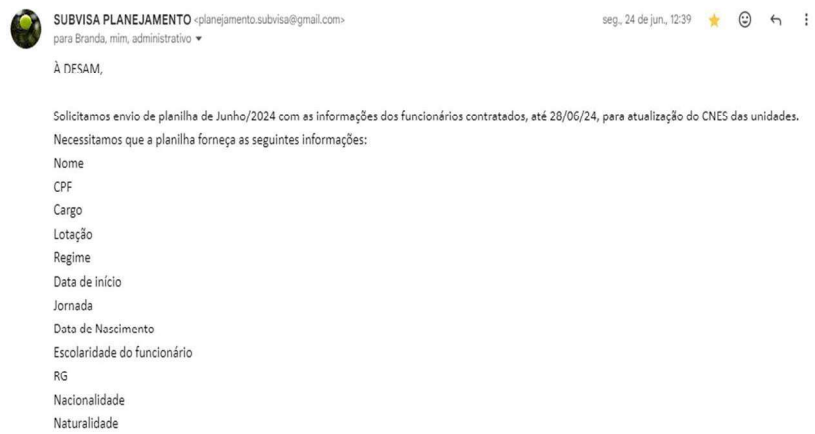 SUBVISA PLANEJAMENTO <planejamento.subvisa@gmail.com>
seg., 24 de jun., 12:39
para Branda, mim, administrativo
À DESAM,
Solicitamos envio de planilha de Junho/2024 com as informações dos funcionários contratados, até 28/06/24, para atualização do CNES das unidades.
Necessitamos que a planilha forneça as seguintes informações:
Nome
CPF
Cargo
Lotação
Regime
Data de início
Jornada
Data de Nascimento
Escolaridade do funcionário
RG
Nacionalidade
Naturalidade